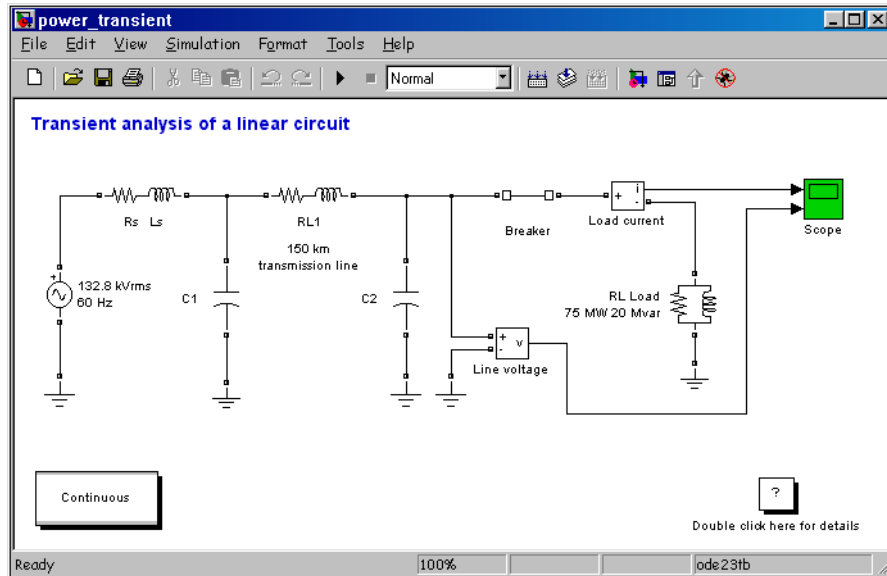 power_transient
File Edit View Simulation Format Tools Help
Normal
Transient analysis of a linear circuit
Rs Ls
RL1
150 km
transmission line
Breaker
+ i
-
Load current
Scope
+
132.8 kVrms
60 Hz
C1
C2
RL Load
75 MW 20 Mvar
+
- v
Line voltage
Continuous
?
Double click here for details
Ready
100%
ode23tb